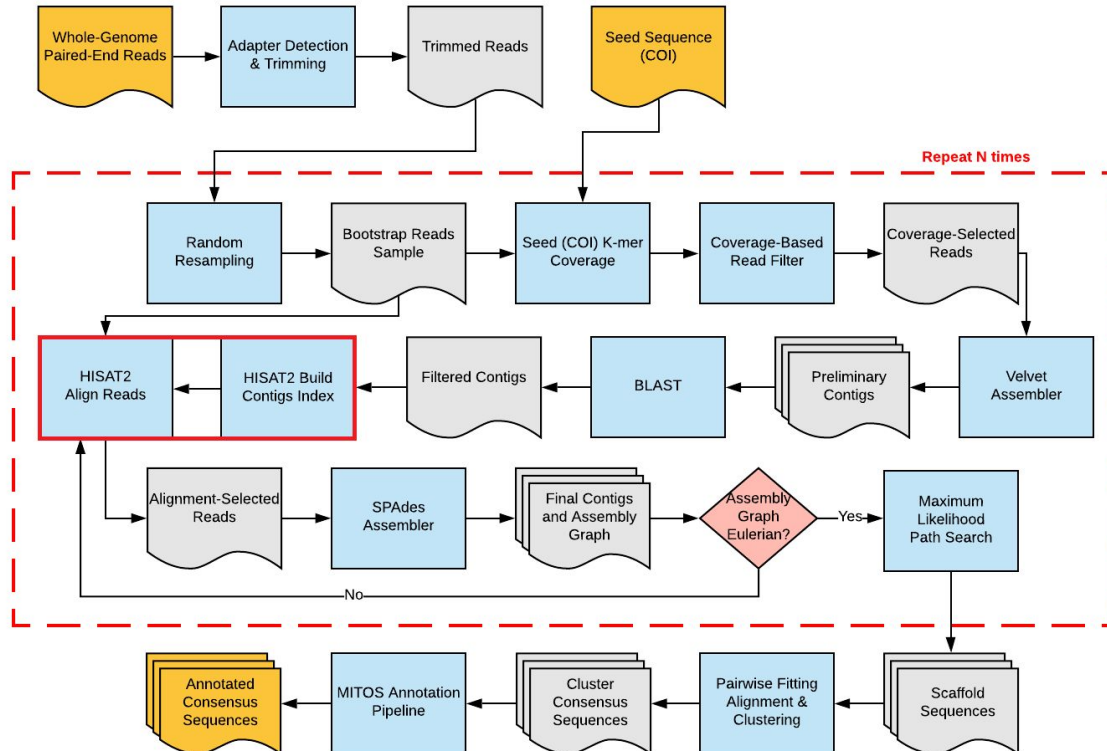 Whole-Genome
Paired-End Reads
Adapter Detection
& Trimming
Trimmed Reads
Seed Sequence
(COI)
Repeat N times
Random
Resampling
Bootstrap Reads
Sample
Seed (COI) K-mer
Coverage
Coverage-Based
Read Filter
Coverage-Selected
Reads
HISAT2
Align Reads
HISAT2 Build
Contigs Index
Filtered Contigs
BLAST
Preliminary
Contigs
Velvet
Assembler
Alignment-Selected
Reads
SPAdes
Assembler
Final Contigs
and Assembly
Graph
Assembly
Graph
Eulerian?
Yes
Maximum
Likelihood
Path Search
No
Annotated
Consensus
Sequences
MITOS Annotation
Pipeline
Cluster
Consensus
Sequences
Pairwise Fitting
Alignment &
Clustering
Scaffold
Sequences